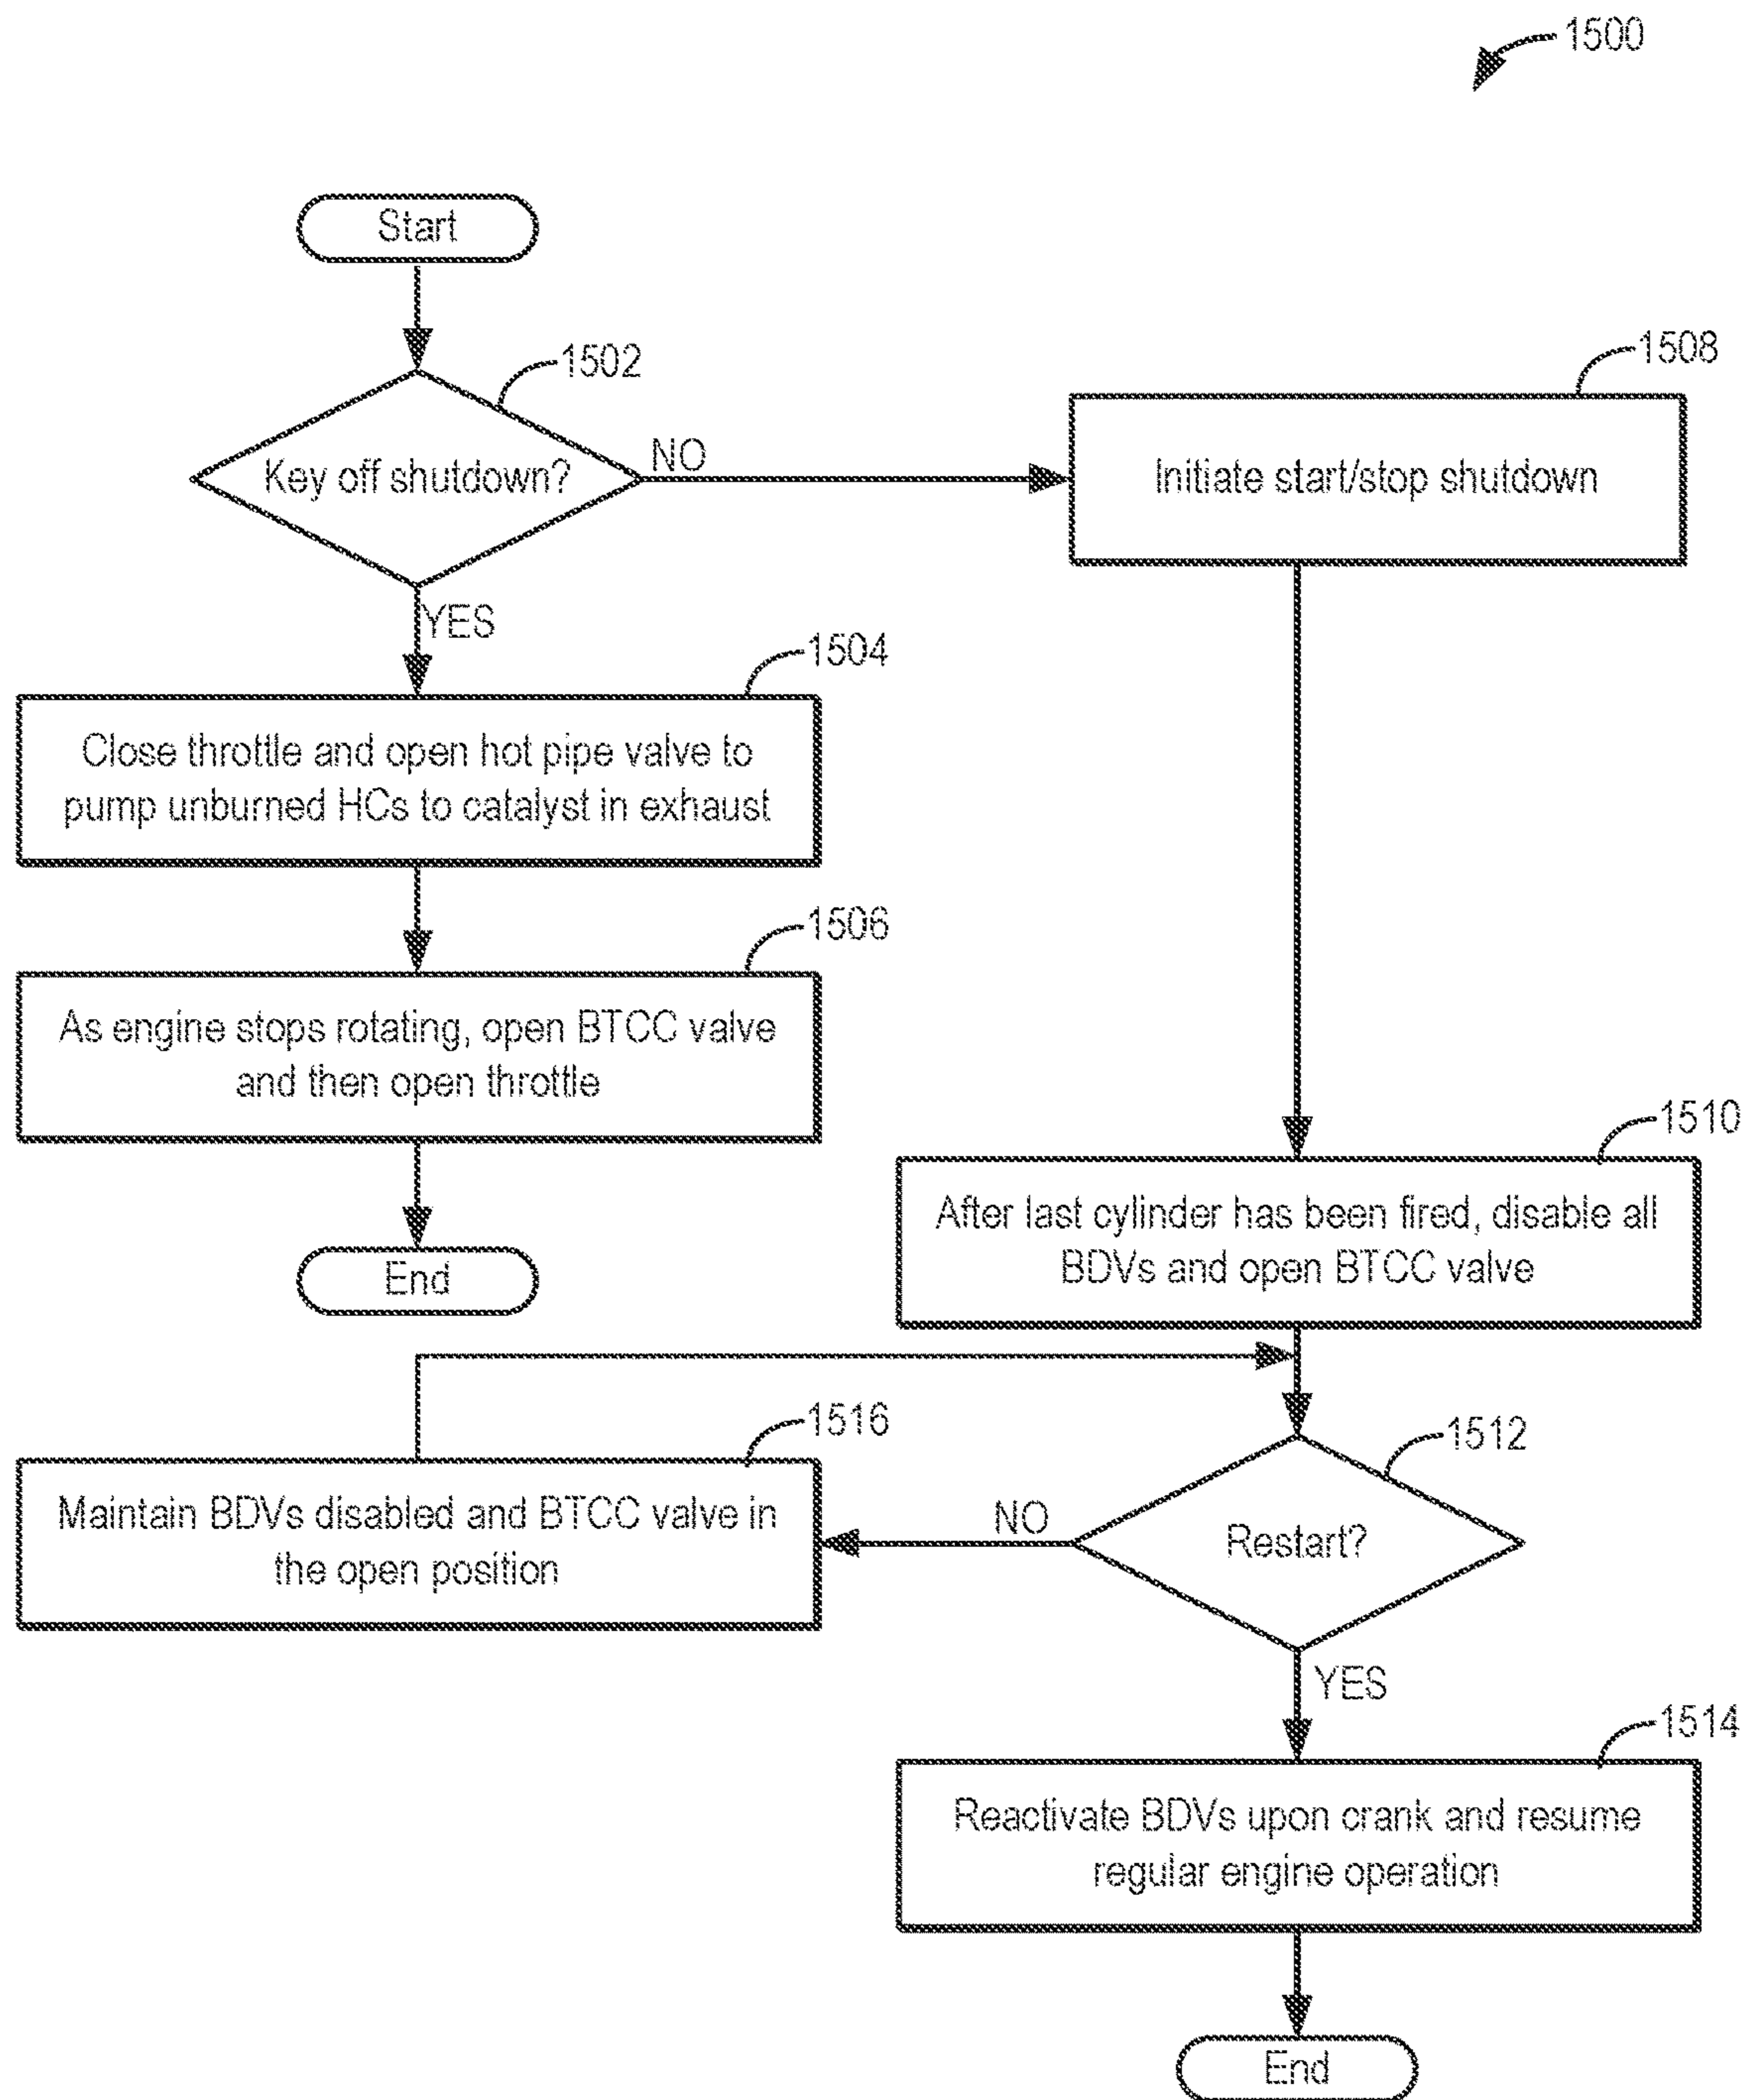 1500
Start
1502
Key off shutdown?
NO
1508
Initiate start/stop shutdown
YES
1504
Close throttle and open hot pipe valve to
pump unburned HCs to catalyst in exhaust
1506
As engine stops rotating, open BTCC valve
and then open throttle
End
1510
After last cylinder has been fired, disable all
BDVs and open BTCC valve
1512
Restart?
NO
1516
Maintain BDVs disabled and BTCC valve in
the open position
YES
1514
Reactivate BDVs upon crank and resume
regular engine operation
End